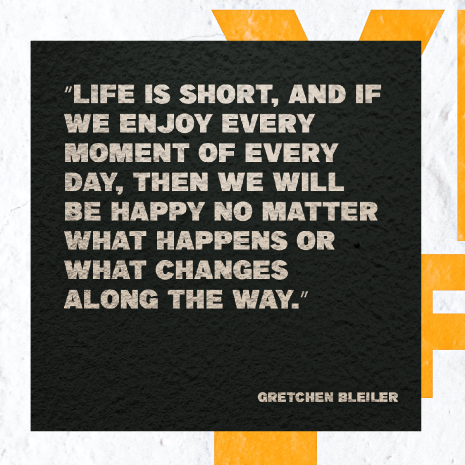 "LIFE IS SHORT, AND IF
WE ENJOY EVERY
MOMENT OF EVERY
DAY, THEN WE WILL
BE HAPPY NO MATTER
WHAT HAPPENS OR
WHAT CHANGES
ALONG THE WAY."
GRETCHEN BLEILER